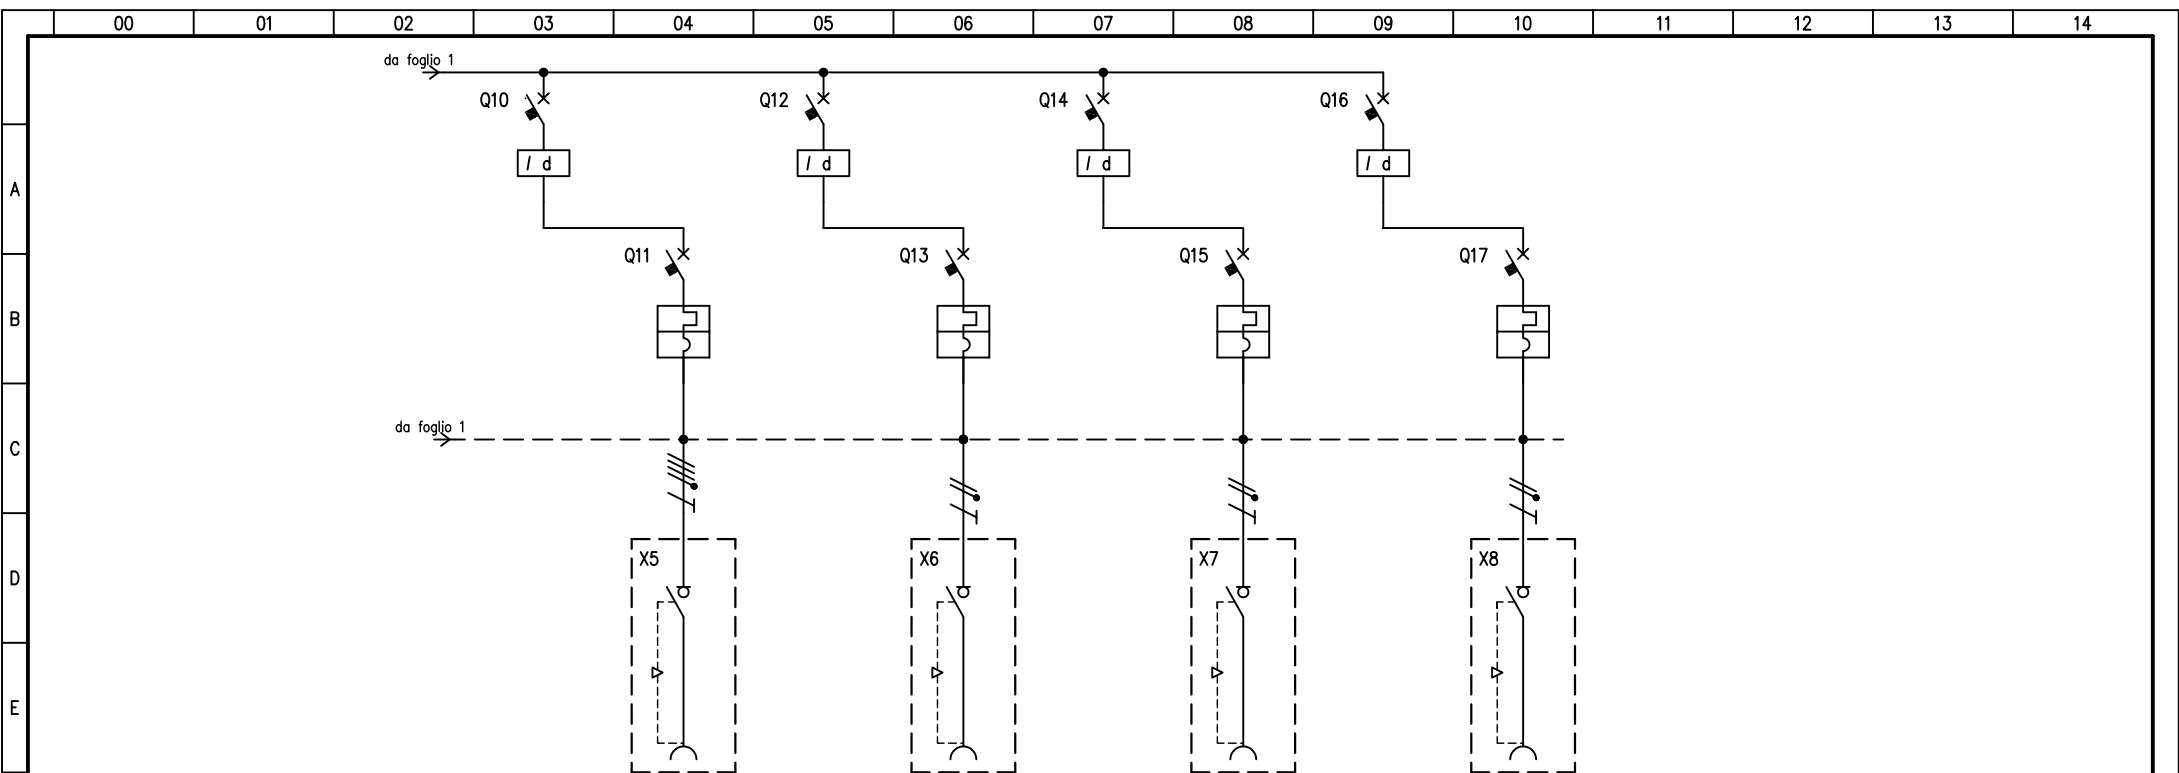 00 01 02 03 04 05 06 07 08 09 10 11 12 13 14
da foglio 1
Q10 Q12 Q14 Q16
A
I d I d I d I d
Q11 Q13 Q15 Q17
B
da foglio 1
C
X5 X6 X7 X8
D
E